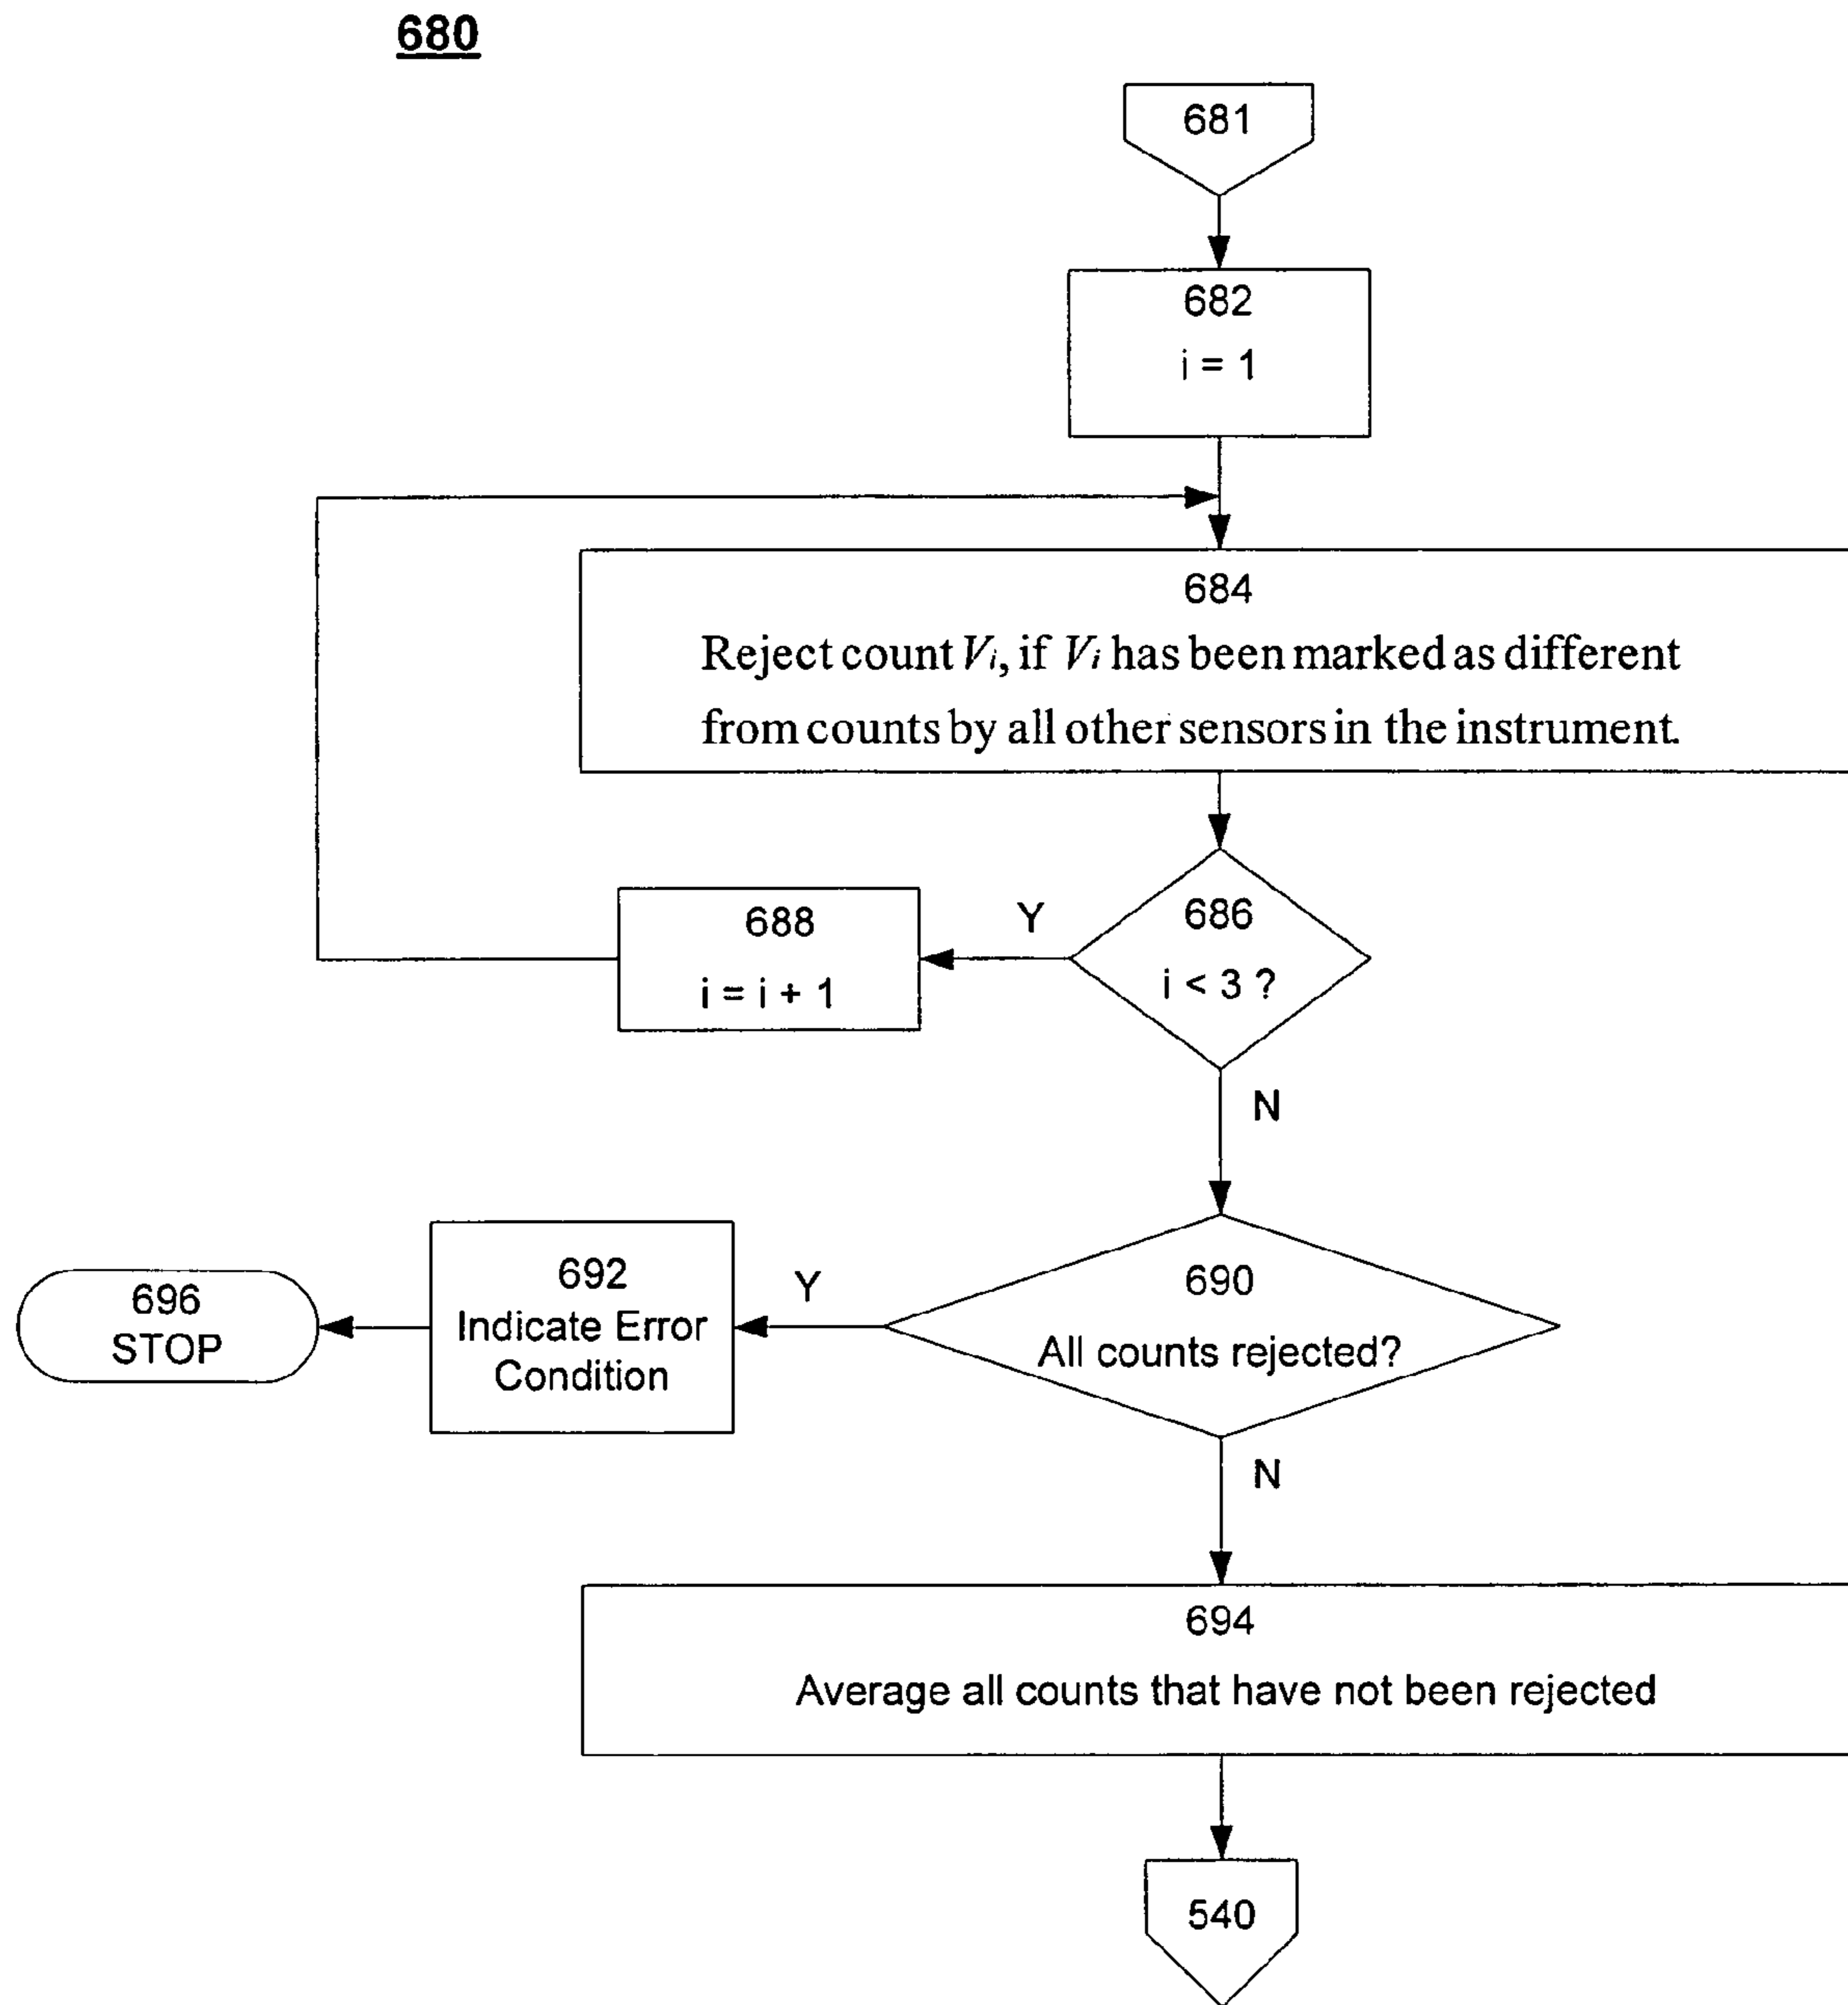 680
681
682
i = 1
684
Reject count Vi, if Vi has been marked as different
from counts by all other sensors in the instrument.
686
i < 3 ?
Y
688
i = i + 1
N
690
All counts rejected?
Y
692
Indicate Error
Condition
696
STOP
N
694
Average all counts that have not been rejected
540